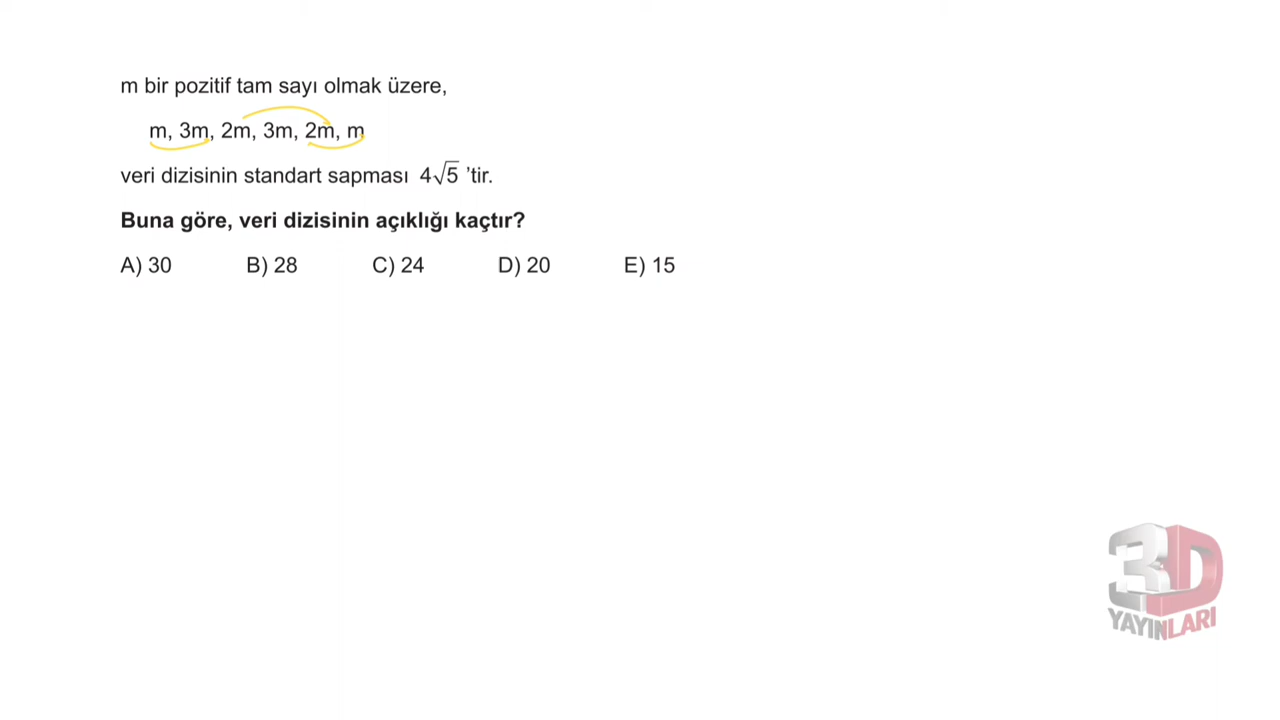 m bir pozitif tam sayı olmak üzere,
m, 3m, 2m, 3m, 2m, m
veri dizisinin standart sapması 4√5 'tir.
Buna göre, veri dizisinin açıklığı kaçtır?
A) 30 B) 28 C) 24 D) 20 E) 15
3D
YAYINLARI